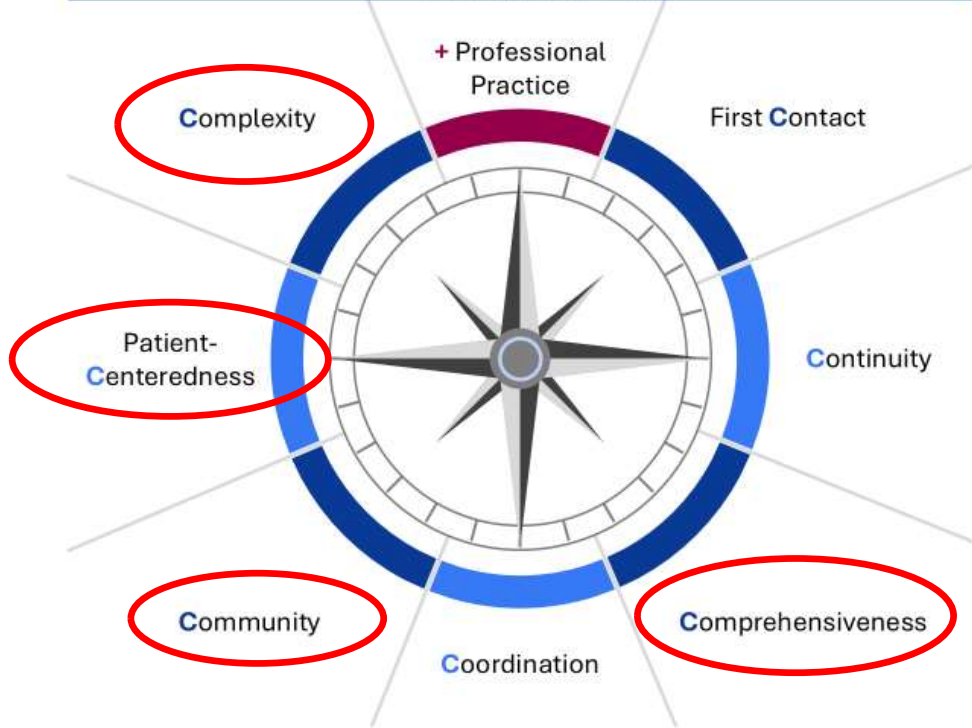 + Professional
Practice
First Contact
Continuity
Comprehensiveness
Coordination
Community
Patient-
Centeredness
Complexity